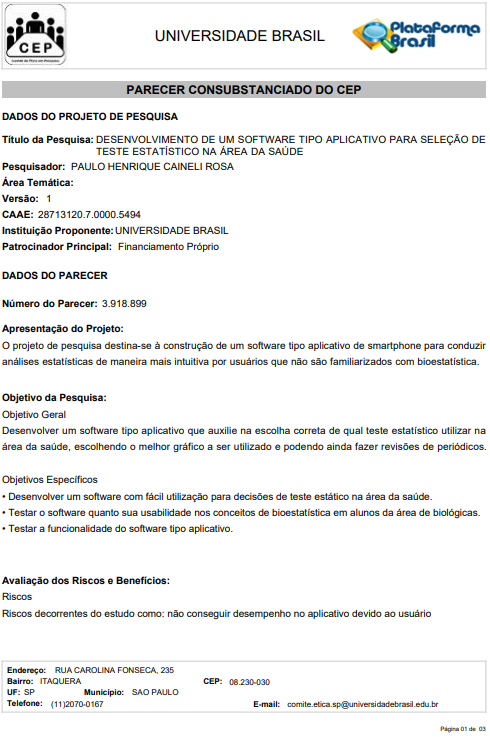 CEP
Comitê de Ética em Pesquisa
UNIVERSIDADE BRASIL
Plataforma
Brasil
PARECER CONSUBSTANCIADO DO CEP
DADOS DO PROJETO DE PESQUISA
Título da Pesquisa: DESENVOLVIMENTO DE UM SOFTWARE TIPO APLICATIVO PARA SELEÇÃO DE
TESTE ESTATÍSTICO NA ÁREA DA SAÚDE
Pesquisador: PAULO HENRIQUE CAINELI ROSA
Área Temática:
Versão: 1
CAAE: 28713120.7.0000.5494
Instituição Proponente: UNIVERSIDADE BRASIL
Patrocinador Principal: Financiamento Próprio
DADOS DO PARECER
Número do Parecer: 3.918.899
Apresentação do Projeto:
O projeto de pesquisa destina-se à construção de um software tipo aplicativo de smartphone para conduzir
análises estatísticas de maneira mais intuitiva por usuários que não são familiarizados com bioestatística.
Objetivo da Pesquisa:
Objetivo Geral
Desenvolver um software tipo aplicativo que auxilie na escolha correta de qual teste estatístico utilizar na
área da saúde, escolhendo o melhor gráfico a ser utilizado e podendo ainda fazer revisões de periódicos.
Objetivos Específicos
• Desenvolver um software com fácil utilização para decisões de teste estático na área da saúde.
• Testar o software quanto sua usabilidade nos conceitos de bioestatística em alunos da área de biológicas.
• Testar a funcionalidade do software tipo aplicativo.
Avaliação dos Riscos e Benefícios:
Riscos
Riscos decorrentes do estudo como: não conseguir desempenho no aplicativo devido ao usuário
Endereço: RUA CAROLINA FONSECA, 235
Bairro: ITAQUERA CEP: 08.230-030
UF: SP Município: SAO PAULO
Telefone: (11)2070-0167 E-mail: comite.etica.sp@universidadebrasil.edu.br
Página 01 de 03